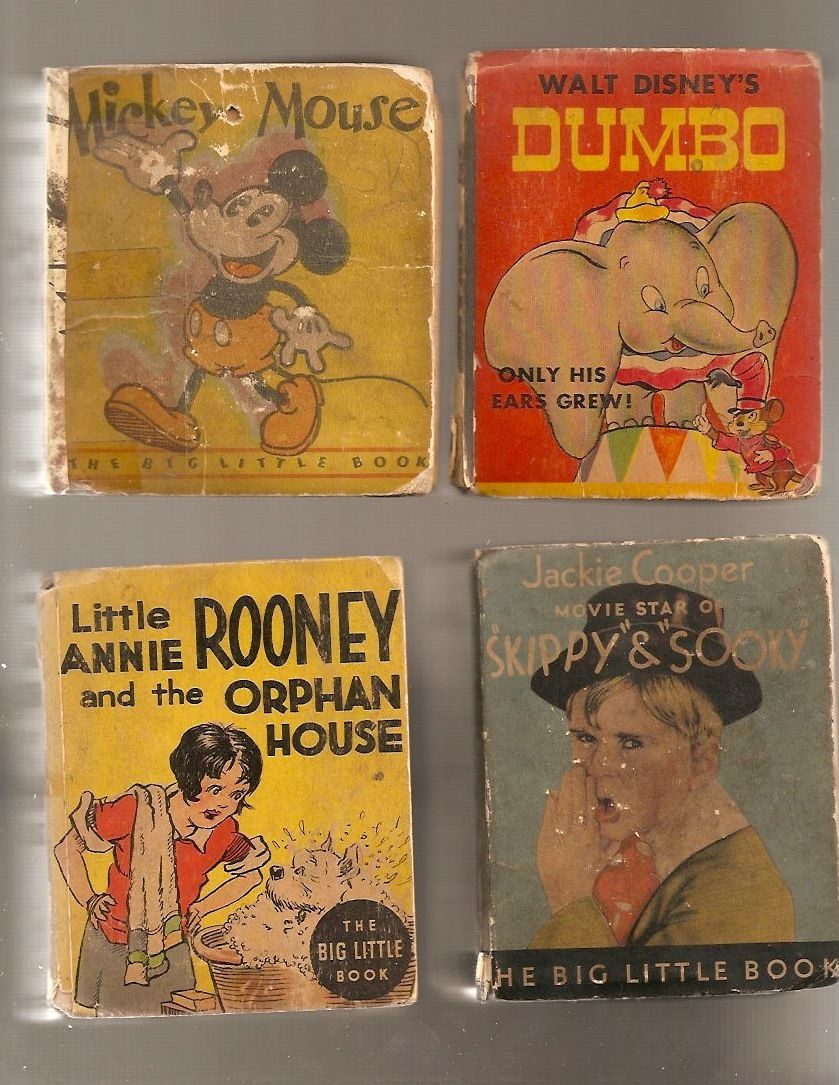 Mickey Mouse
THE BIG LITTLE BOOK
WALT DISNEY'S
DUMBO
ONLY HIS
EARS GREW!
Little
ANNIE ROONEY
and the ORPHAN
HOUSE
THE
BIG LITTLE
BOOK
Jackie Cooper
MOVIE STAR OF
"SKIPPY" & "SOOKY"
HE BIG LITTLE BOOK